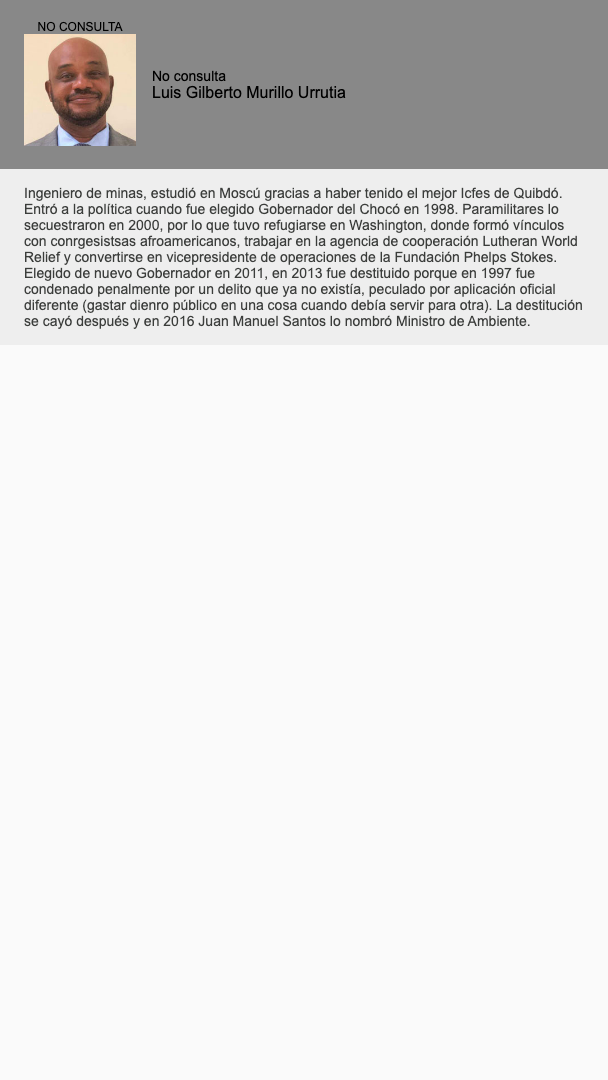 NO CONSULTA
No consulta
Luis Gilberto Murillo Urrutia
Ingeniero de minas, estudió en Moscú gracias a haber tenido el mejor Icfes de Quibdó.
Entró a la política cuando fue elegido Gobernador del Chocó en 1998. Paramilitares lo
secuestraron en 2000, por lo que tuvo refugiarse en Washington, donde formó vínculos
con conrgesistsas afroamericanos, trabajar en la agencia de cooperación Lutheran World
Relief y convertirse en vicepresidente de operaciones de la Fundación Phelps Stokes.
Elegido de nuevo Gobernador en 2011, en 2013 fue destituido porque en 1997 fue
condenado penalmente por un delito que ya no existía, peculado por aplicación oficial
diferente (gastar dienro público en una cosa cuando debía servir para otra). La destitución
se cayó después y en 2016 Juan Manuel Santos lo nombró Ministro de Ambiente.